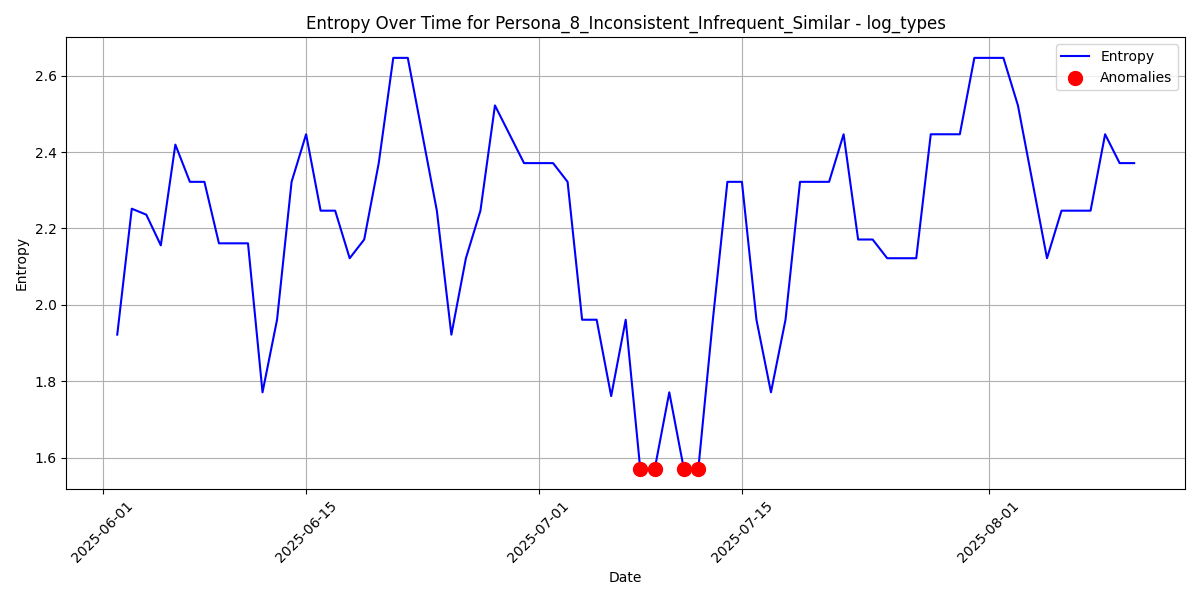 Entropy Over Time for Persona_8_Inconsistent_Infrequent_Similar - log_types
Entropy
Anomalies
2.6
2.4
2.2
2.0
1.8
1.6
Entropy
2025-06-01
2025-06-15
2025-07-01
2025-07-15
2025-08-01
Date